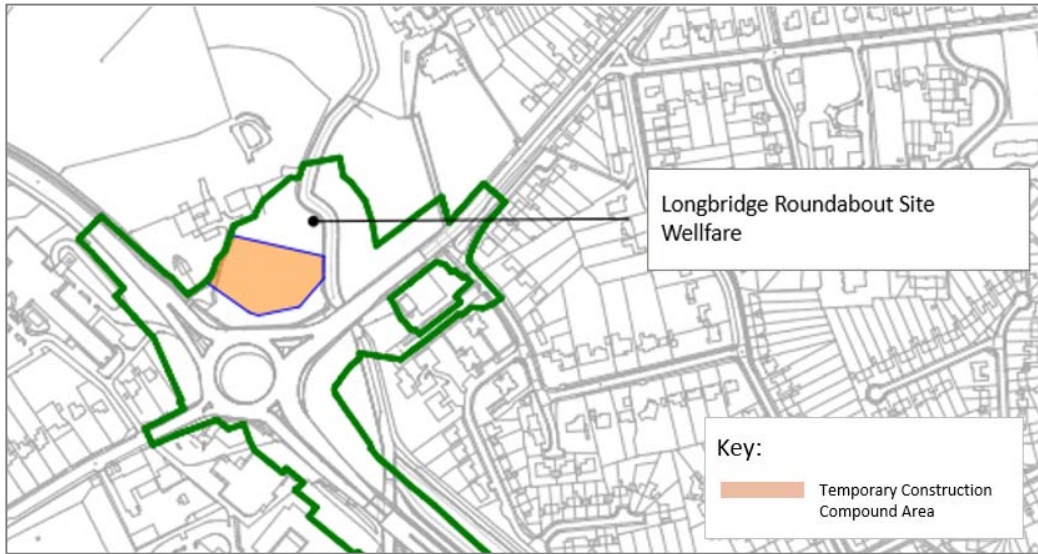 Longbridge Roundabout Site
Wellfare
Key:
Temporary Construction
Compound Area